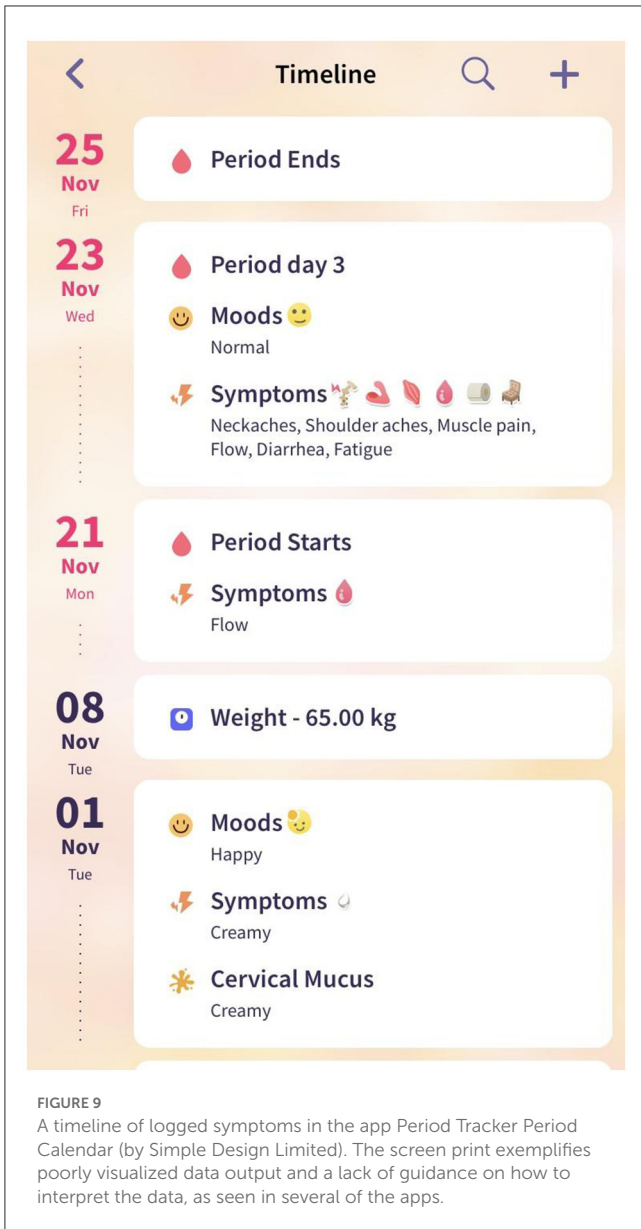 Timeline
25
Nov
Fri
Period Ends
23
Nov
Wed
Period day 3
Moods
Normal
Symptoms
Neckaches, Shoulder aches, Muscle pain,
Flow, Diarrhea, Fatigue
21
Nov
Mon
Period Starts
Symptoms
Flow
08
Nov
Tue
Weight - 65.00 kg
01
Nov
Tue
Moods
Happy
Symptoms
Creamy
Cervical Mucus
Creamy
FIGURE 9
A timeline of logged symptoms in the app Period Tracker Period
Calendar (by Simple Design Limited). The screen print exemplifies
poorly visualized data output and a lack of guidance on how to
interpret the data, as seen in several of the apps.